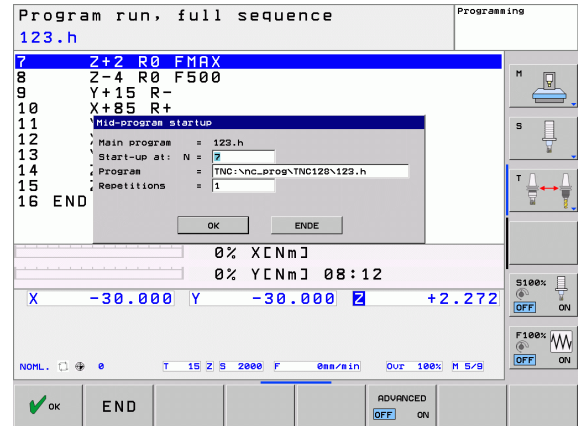 Program run, full sequence
Programming
123.h
7 Z+2 R0 FMAX
8 Z-4 R0 F500
9 Y+15 R-
10 X+85 R+
11
12
13
14
15
16 END
Mid-program startup
Main program = 123.h
Start-up at: N = 7
Program = TNC:\nc_prog\TNC128\123.h
Repetitions = 1
OK ENDE
0% X[Nm]
0% Y[Nm] 08:12
X -30.000 Y -30.000 Z +2.272
NOML. 0 T 15 Z S 2000 F 0mm/min Ovr 100% M 5/9
M
S
T
S100%
OFF ON
F100%
OFF ON
OK END ADVANCED
OFF ON